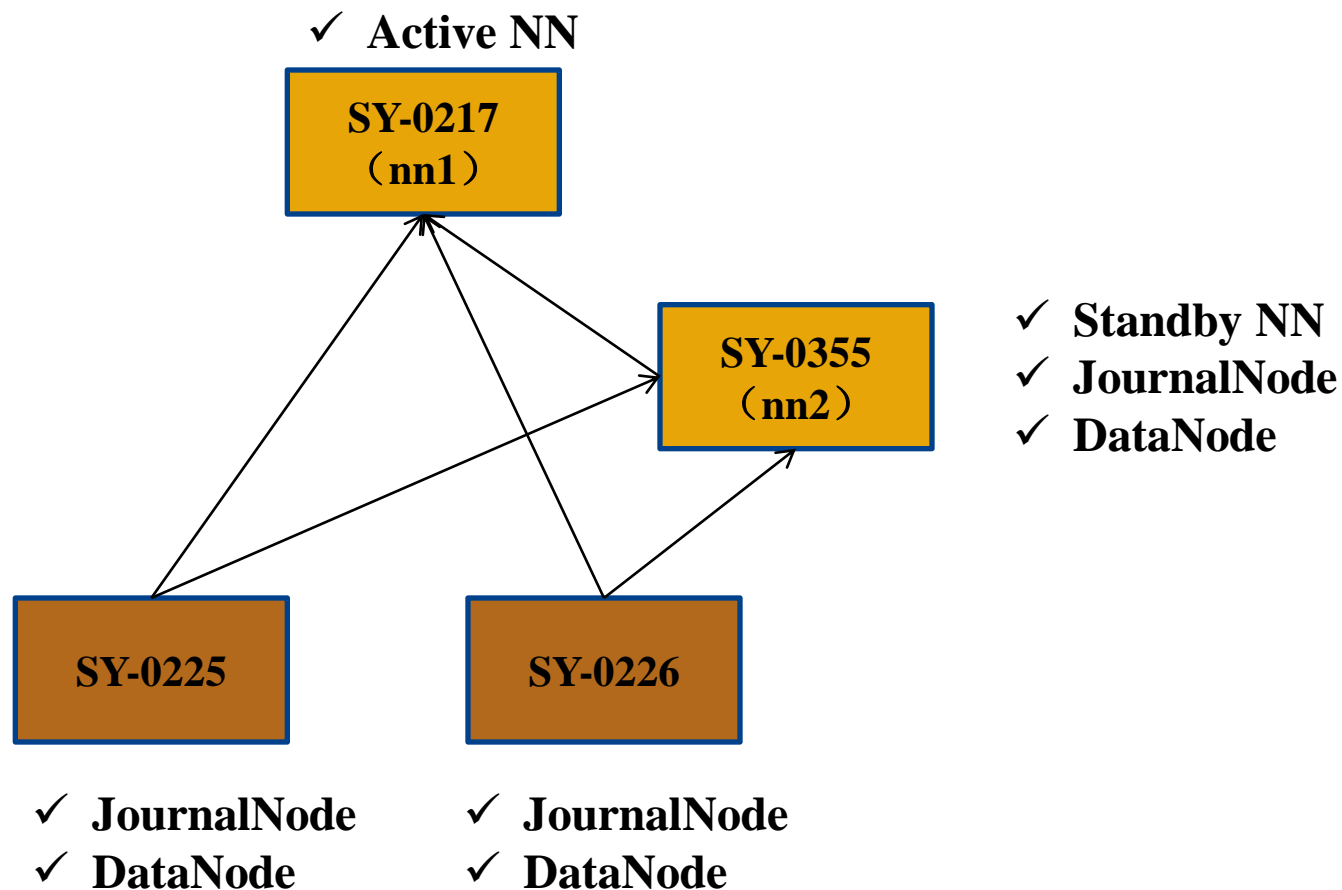 ✓ Active NN
SY-0217
（nn1）
SY-0355
（nn2）
✓ Standby NN
✓ JournalNode
✓ DataNode
SY-0225
SY-0226
✓ JournalNode
✓ DataNode
✓ JournalNode
✓ DataNode